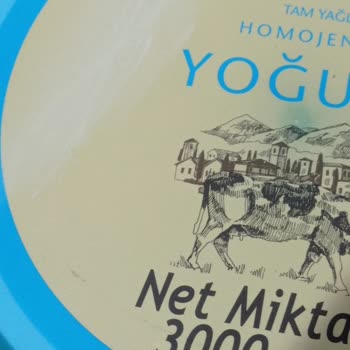 TAM YAĞL
HOMOJEN
YOĞU
Net Mikta
3000